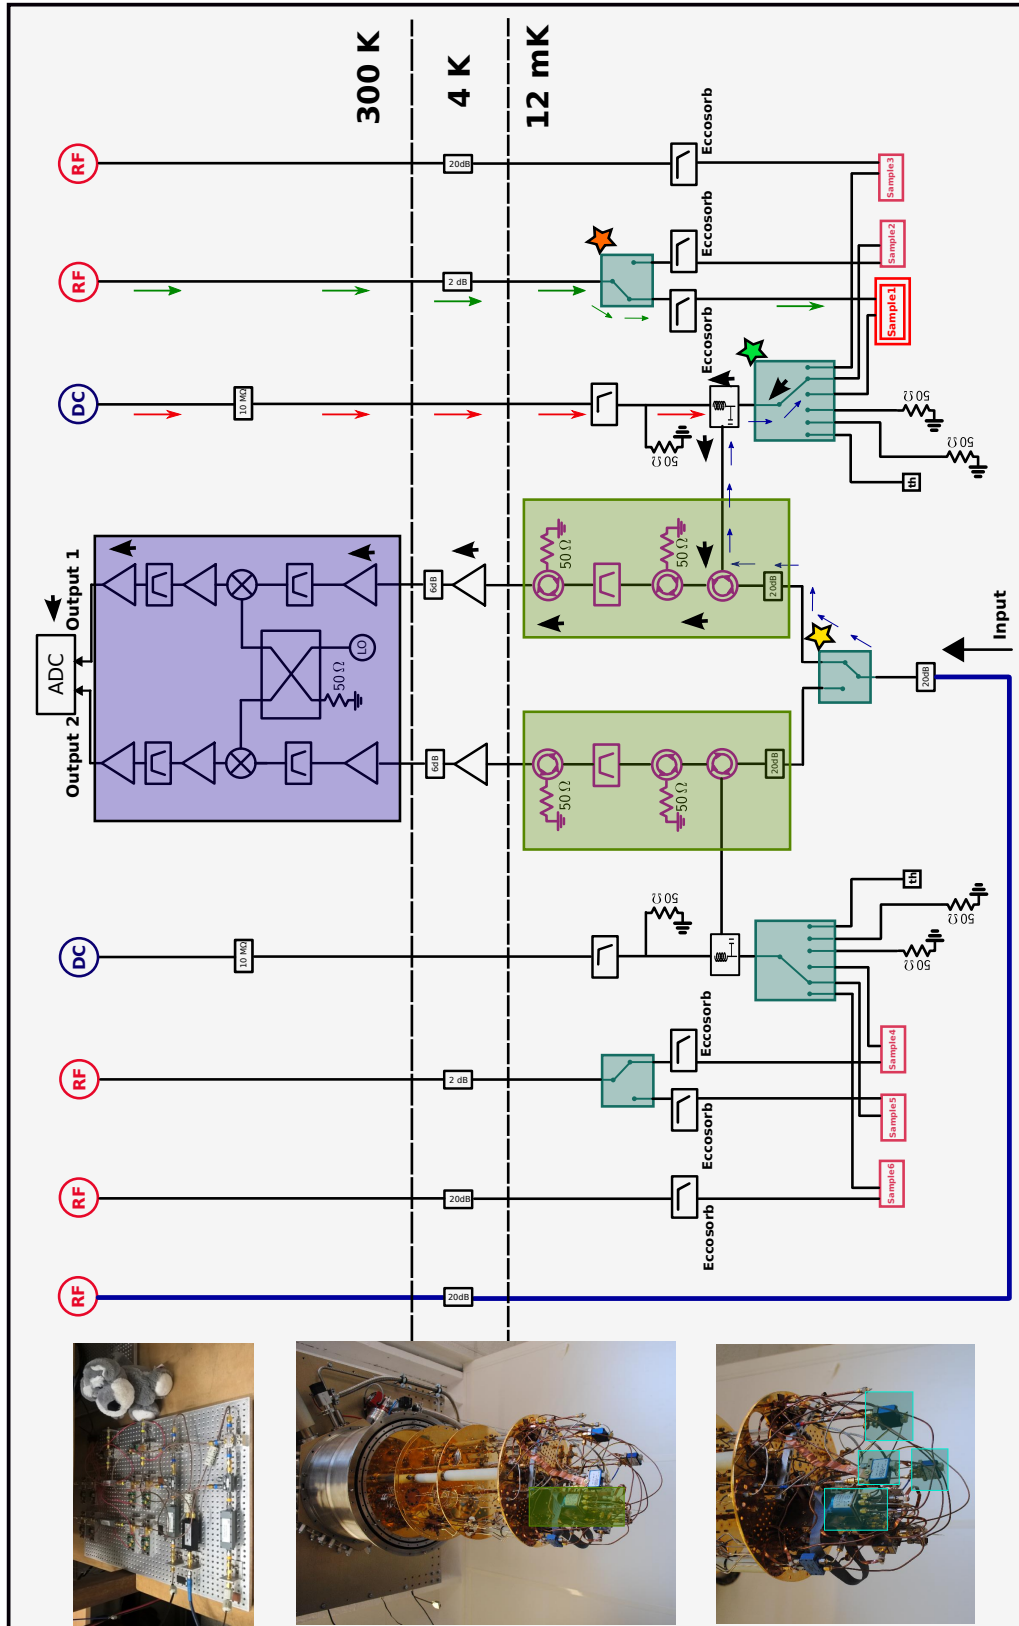 300 K
4 K
12 mK
RF
20dB
Eccosorb
Sample3
RF
2 dB
Eccosorb
Sample2
Eccosorb
Sample1
DC
10 MΩ
50 Ω
50 Ω
50 Ω
th
Output 1
ADC
Output 2
LO
50 Ω
6dB
50 Ω
50 Ω
20dB
6dB
50 Ω
50 Ω
20dB
20dB
Input
DC
10 MΩ
50 Ω
th
50 Ω
50 Ω
RF
2 dB
Eccosorb
Sample4
Eccosorb
Sample5
RF
20dB
Eccosorb
Sample6
RF
20dB